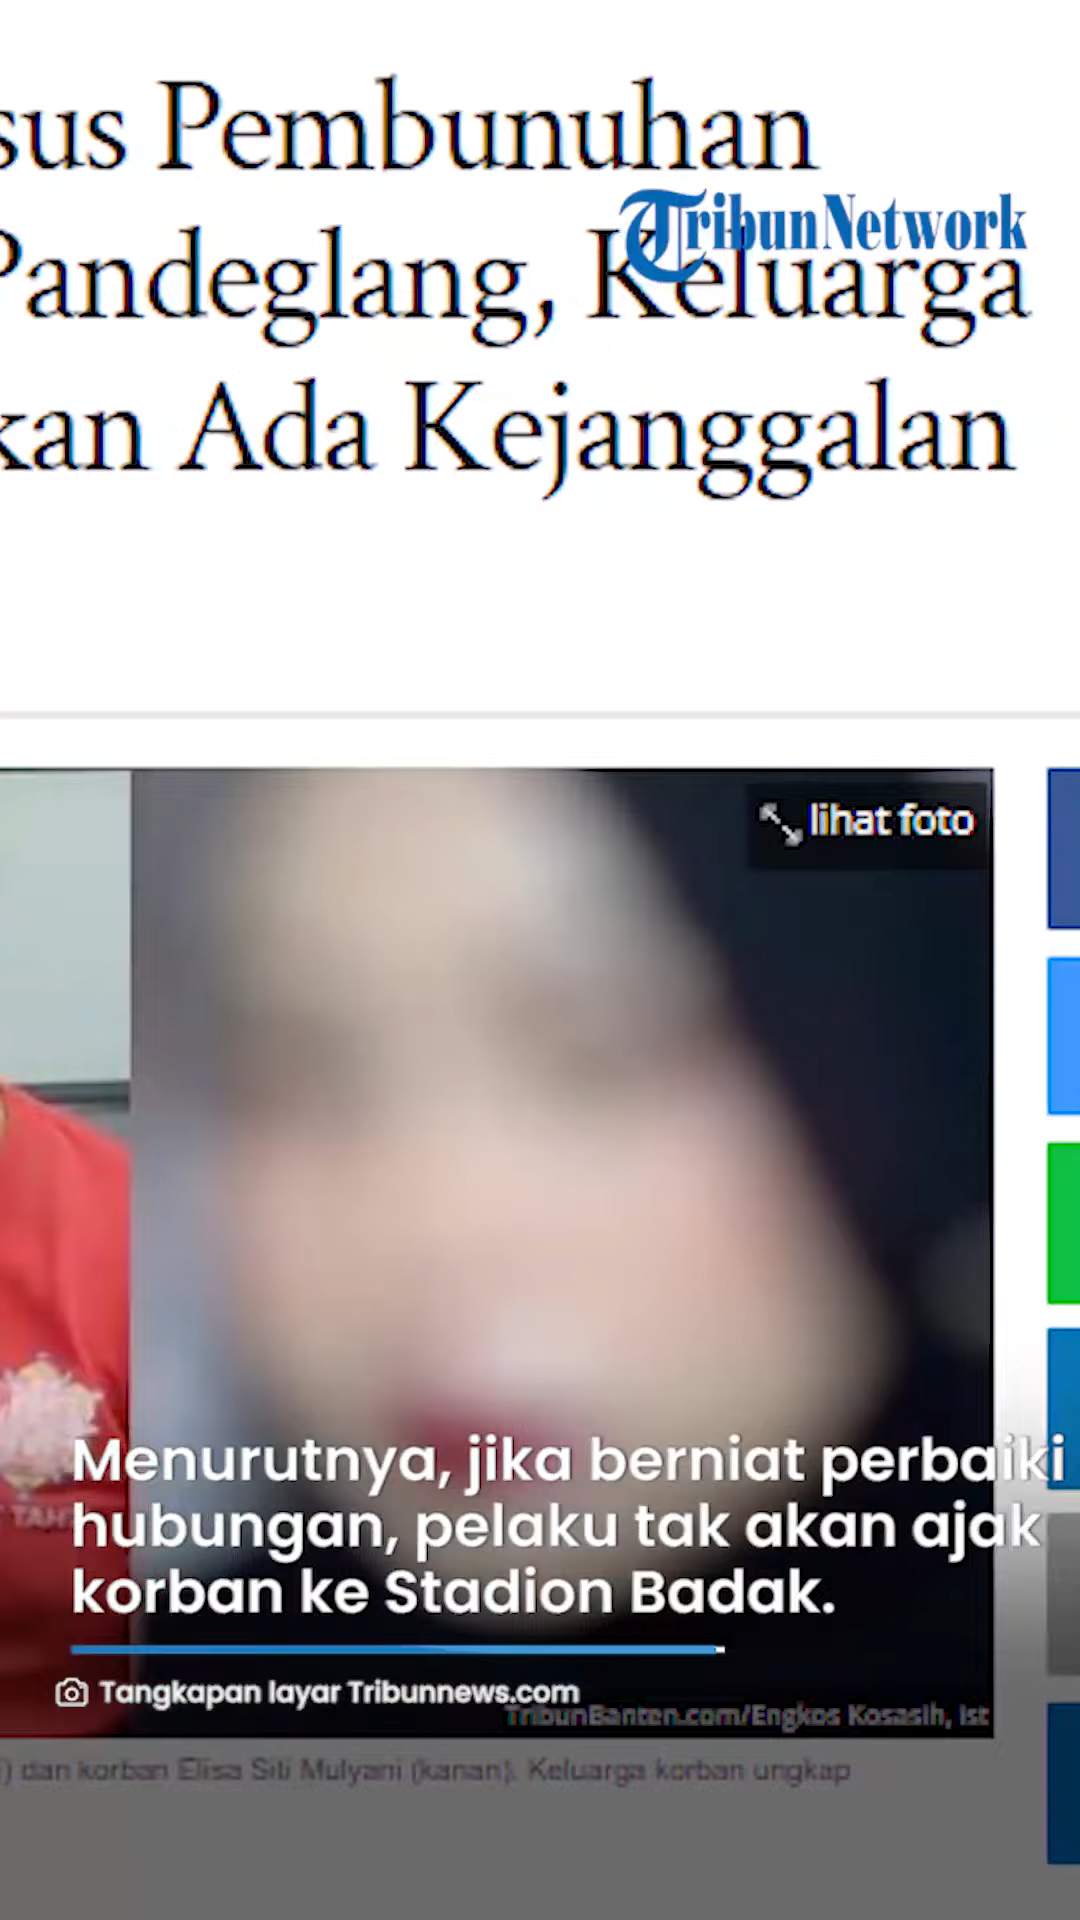 sus Pembunuhan
TribunNetwork
Pandeglang, Keluarga
kan Ada Kejanggalan
lihat foto
TAH
Menurutnya, jika berniat perbaiki
hubungan, pelaku tak akan ajak
korban ke Stadion Badak.
Tangkapan layar Tribunnews.com
TribunBanten.com/Engkos Kosasih, Ist
) dan korban Elisa Siti Mulyani (kanan). Keluarga korban ungkap